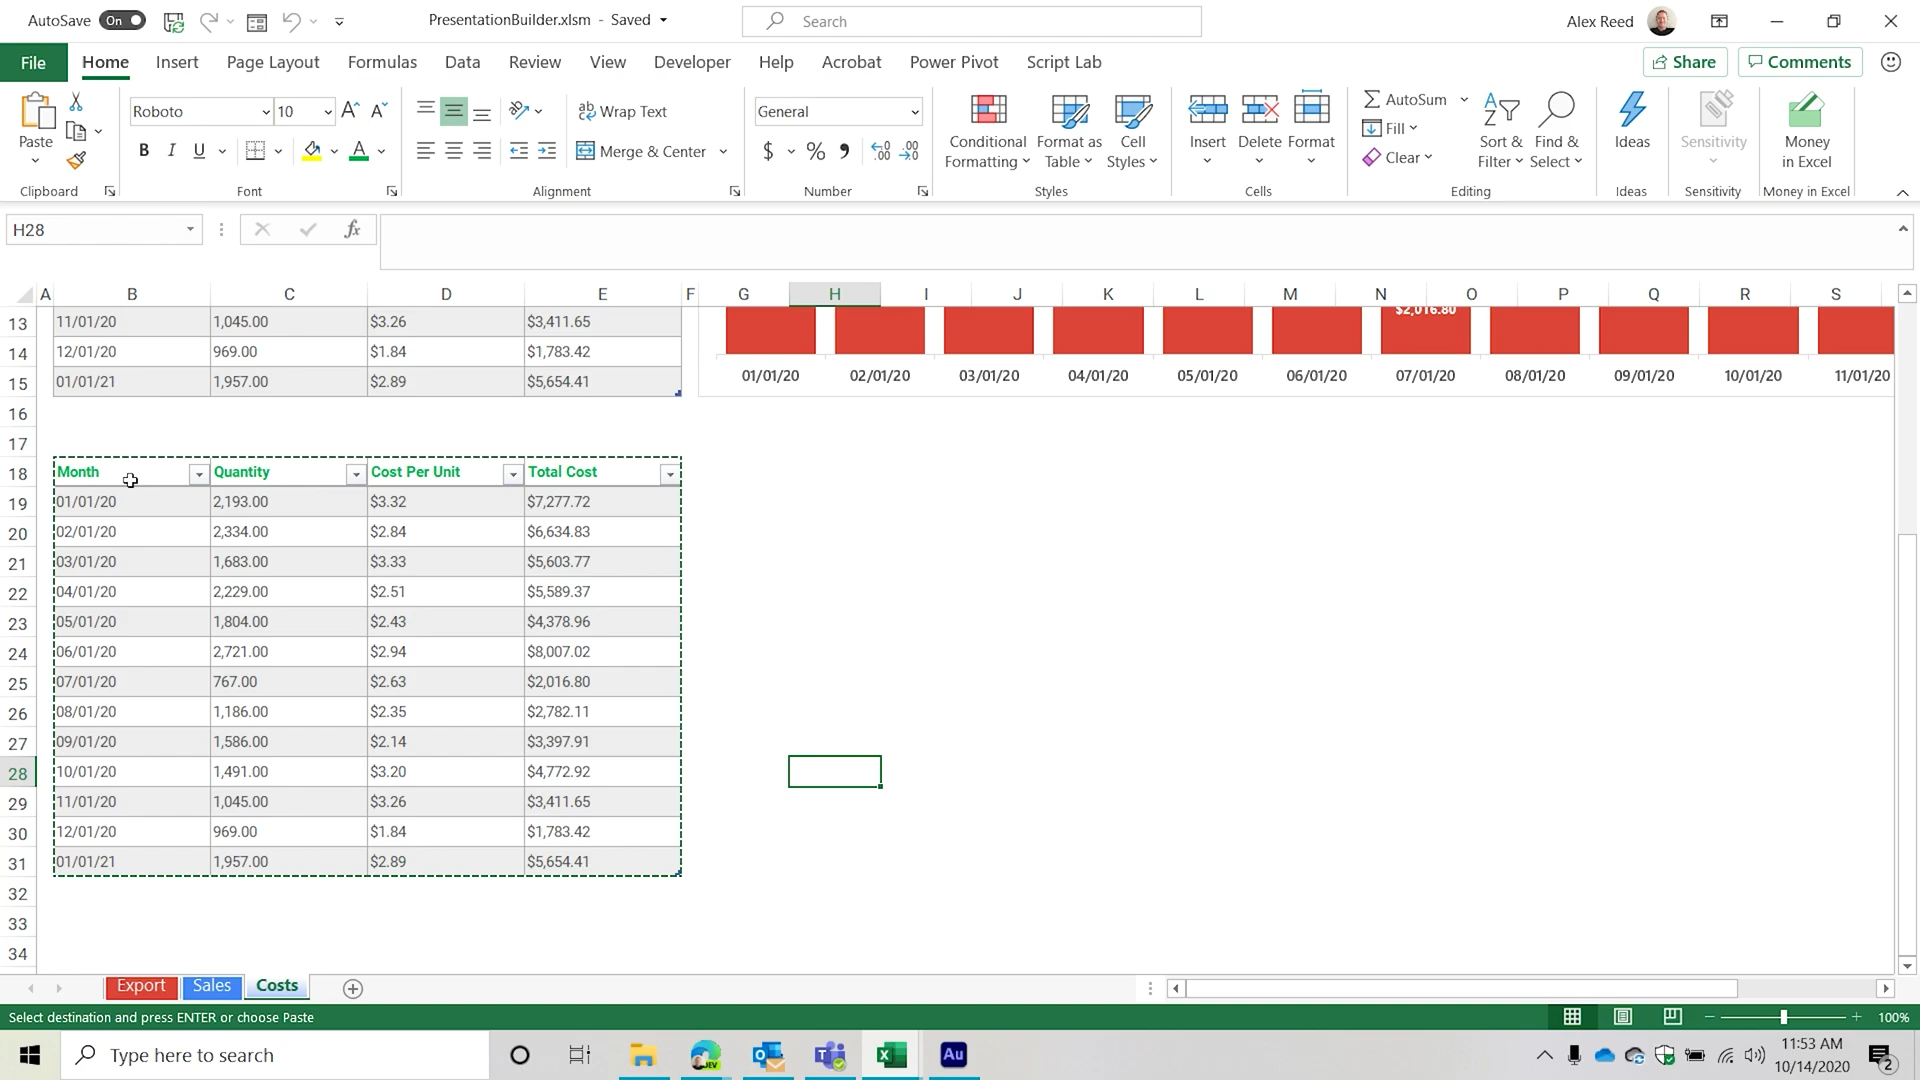 AutoSave On PresentationBuilder.xlsm - Saved Search Alex Reed
File Home Insert Page Layout Formulas Data Review View Developer Help Acrobat Power Pivot Script Lab Share Comments
Paste
Roboto 10
B I U
ab Wrap Text
Merge & Center
General
$ % 9
Conditional Formatting
Format as Table
Cell Styles
Insert Delete Format
AutoSum
Fill
Clear
Sort & Filter
Find & Select
Ideas
Sensitivity
Money in Excel
Clipboard Font Alignment Number Styles Cells Editing Ideas Sensitivity Money in Excel
H28 fx
A B C D E F G H I J K L M N O P Q R S
13 11/01/20 1,045.00 $3.26 $3,411.65 $2,016.80
14 12/01/20 969.00 $1.84 $1,783.42
15 01/01/21 1,957.00 $2.89 $5,654.41 01/01/20 02/01/20 03/01/20 04/01/20 05/01/20 06/01/20 07/01/20 08/01/20 09/01/20 10/01/20 11/01/20
16
17
18 Month Quantity Cost Per Unit Total Cost
19 01/01/20 2,193.00 $3.32 $7,277.72
20 02/01/20 2,334.00 $2.84 $6,634.83
21 03/01/20 1,683.00 $3.33 $5,603.77
22 04/01/20 2,229.00 $2.51 $5,589.37
23 05/01/20 1,804.00 $2.43 $4,378.96
24 06/01/20 2,721.00 $2.94 $8,007.02
25 07/01/20 767.00 $2.63 $2,016.80
26 08/01/20 1,186.00 $2.35 $2,782.11
27 09/01/20 1,586.00 $2.14 $3,397.91
28 10/01/20 1,491.00 $3.20 $4,772.92
29 11/01/20 1,045.00 $3.26 $3,411.65
30 12/01/20 969.00 $1.84 $1,783.42
31 01/01/21 1,957.00 $2.89 $5,654.41
32
33
34
Export Sales Costs
Select destination and press ENTER or choose Paste 100%
Type here to search DEV Au 11:53 AM
10/14/2020 2